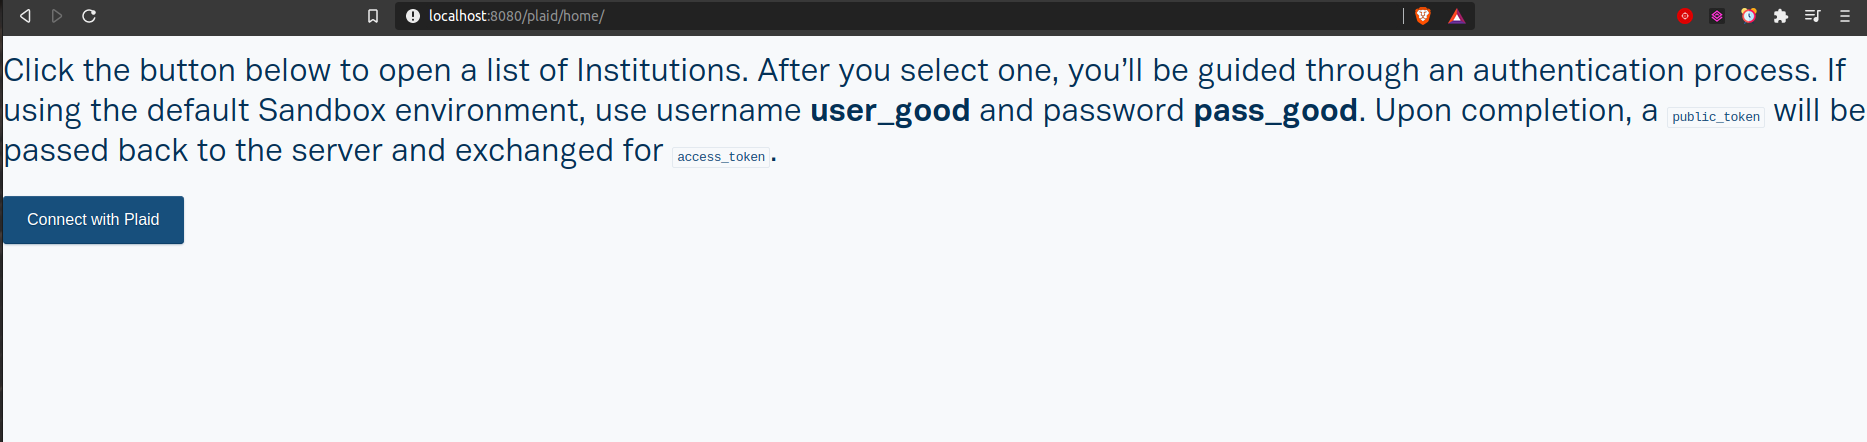 localhost:8080/plaid/home/
Click the button below to open a list of Institutions. After you select one, you’ll be guided through an authentication process. If
using the default Sandbox environment, use username user_good and password pass_good. Upon completion, a public_token will be
passed back to the server and exchanged for access_token.
Connect with Plaid